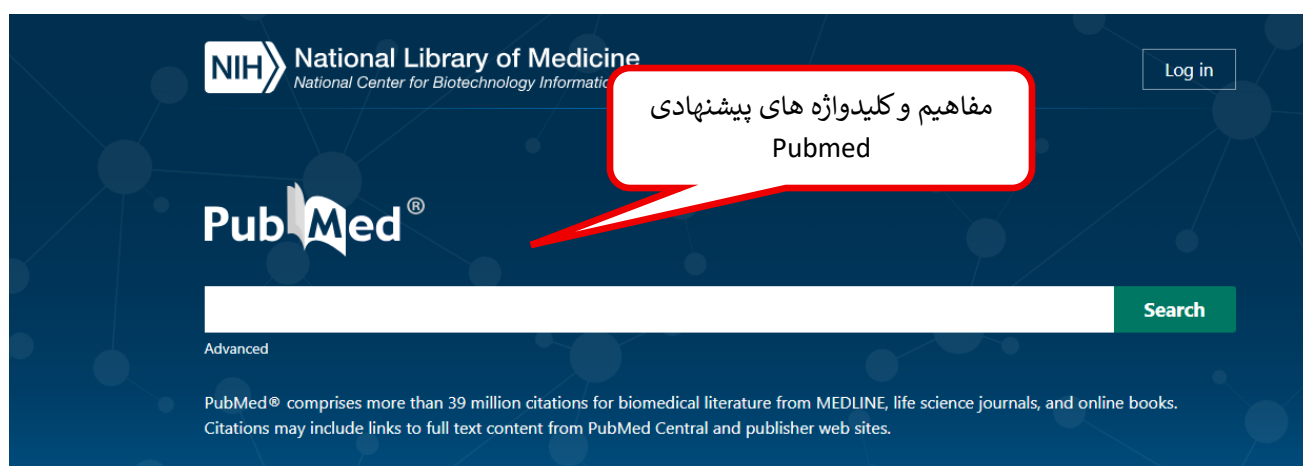 NIH National Library of Medicine
National Center for Biotechnology
Log in
مفاهیم و کلیدواژه های پیشنهادی
Pubmed
PubMed®
Search
Advanced
PubMed® comprises more than 39 million citations for biomedical literature from MEDLINE, life science journals, and online books.
Citations may include links to full text content from PubMed Central and publisher web sites.